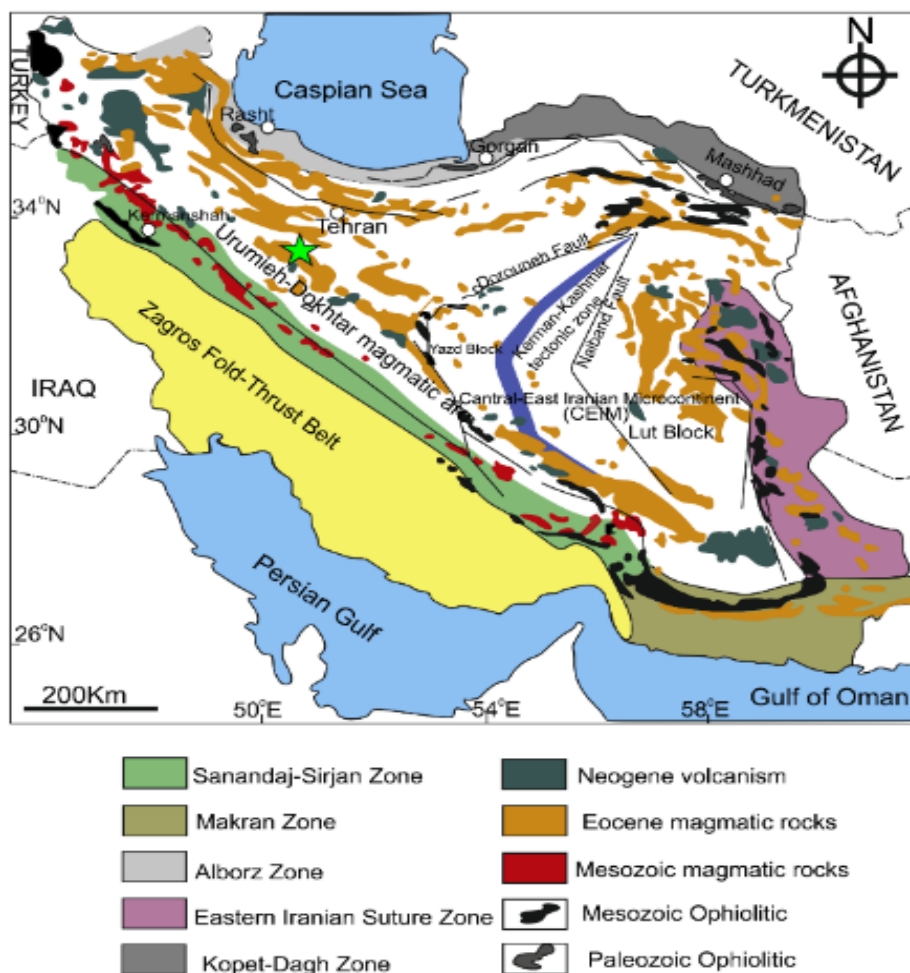 N
Caspian Sea
TURKMENISTAN
TURKEY
Rasht
Gorgan
Mashhad
34°N
Kermanshah
Tehran
Urumieh-Dokhtar magmatic arc
Dozouneh Fault
Kerman-Kashmar
tectonic zone
Naiband Fault
AFGHANISTAN
Zagros Fold-Thrust Belt
Yazd Block
IRAQ
Cantral-East Iranian Microcontinent
(CEIM)
Lut Block
30°N
Persian Gulf
26°N
200Km
50°E
54°E
58°E
Gulf of Oman
Sanandaj-Sirjan Zone
Neogene volcanism
Makran Zone
Eocene magmatic rocks
Alborz Zone
Mesozoic magmatic rocks
Eastern Iranian Suture Zone
Mesozoic Ophiolitic
Kopet-Dagh Zone
Paleozoic Ophiolitic